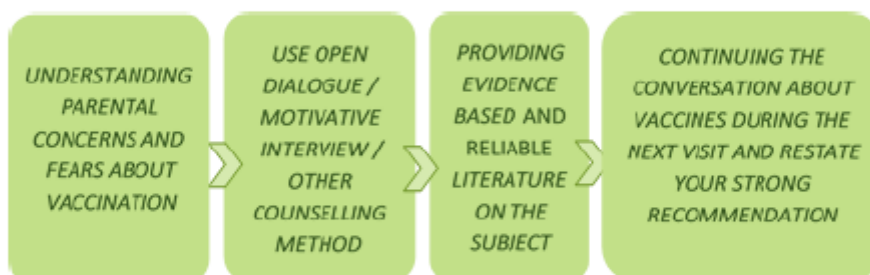 UNDERSTANDING
PARENTAL
CONCERNS AND
FEARS ABOUT
VACCINATION
USE OPEN
DIALOGUE /
MOTIVATIVE
INTERVIEW /
OTHER
COUNSELLING
METHOD
PROVIDING
EVIDENCE
BASED AND
RELIABLE
LITERATURE
ON THE
SUBJECT
CONTINUING THE
CONVERSATION ABOUT
VACCINES DURING THE
NEXT VISIT AND RESTATE
YOUR STRONG
RECOMMENDATION